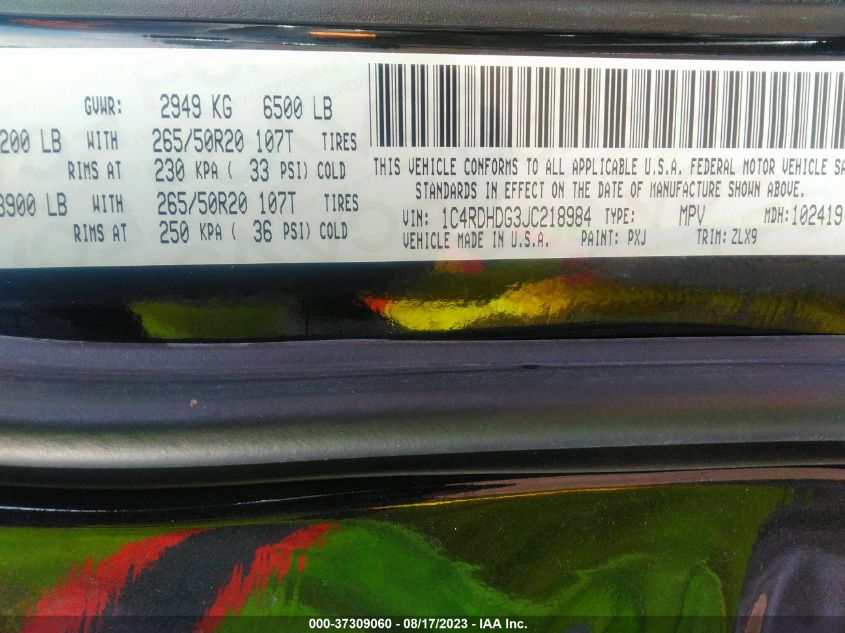 GVWR: 2949 KG 6500 LB
200 LB WITH 265/50R20 107T TIRES
RIMS AT 230 KPA ( 33 PSI) COLD
3900 LB WITH 265/50R20 107T TIRES
RIMS AT 250 KPA ( 36 PSI) COLD
THIS VEHICLE CONFORMS TO ALL APPLICABLE U.S.A. FEDERAL MOTOR VEHICLE SA
STANDARDS IN EFFECT ON THE DATE OF MANUFACTURE SHOWN ABOVE.
VIN: 1C4RDHDG3JC218984 TYPE: MPV MDH:102419
VEHICLE MADE IN U.S.A. PAINT: PXJ TRIM: ZLX9
000-37309060 - 08/17/2023 - IAA Inc.